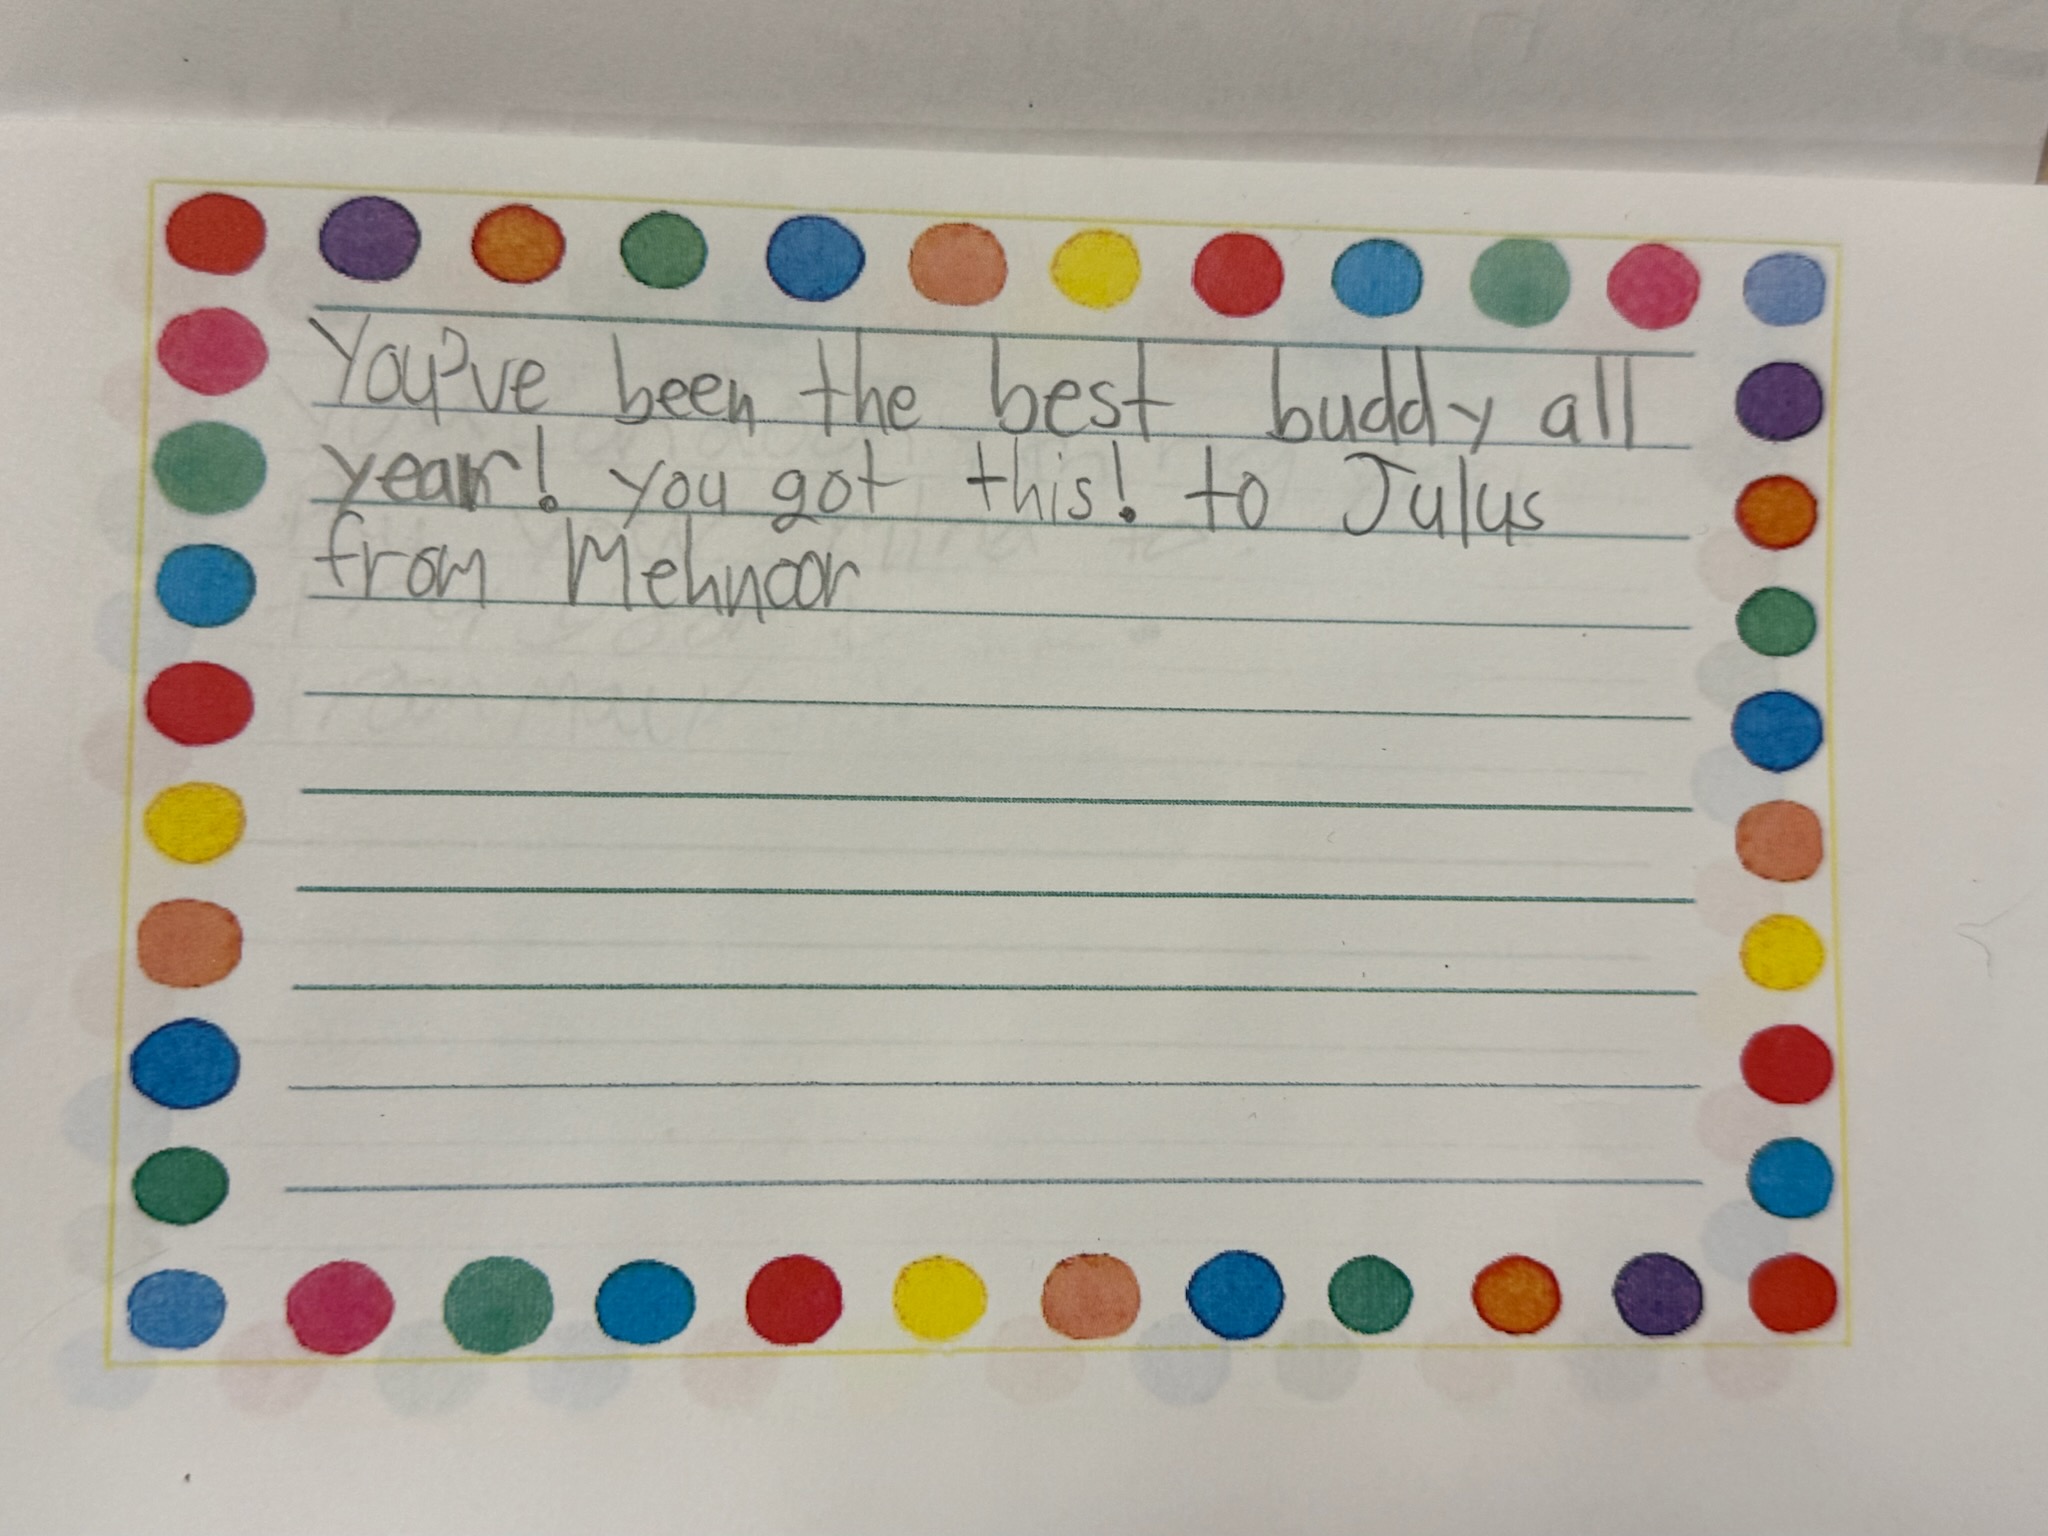 You've been the best buddy all
year! you got this! to Julus
from Mehnoor